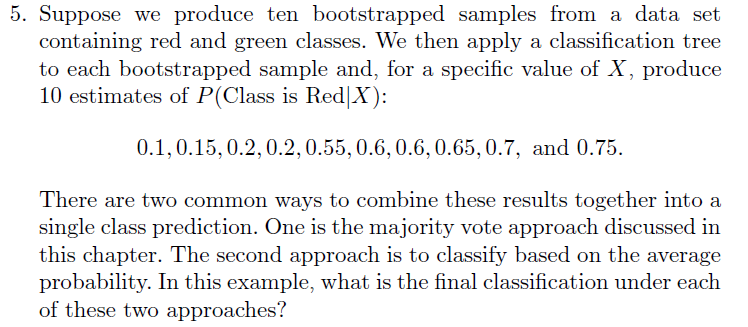 5. Suppose we produce ten bootstrapped samples from a data set
containing red and green classes. We then apply a classification tree
to each bootstrapped sample and, for a specific value of X, produce
10 estimates of P(Class is Red|X):
0.1, 0.15, 0.2, 0.2, 0.55, 0.6, 0.6, 0.65, 0.7, and 0.75.
There are two common ways to combine these results together into a
single class prediction. One is the majority vote approach discussed in
this chapter. The second approach is to classify based on the average
probability. In this example, what is the final classification under each
of these two approaches?